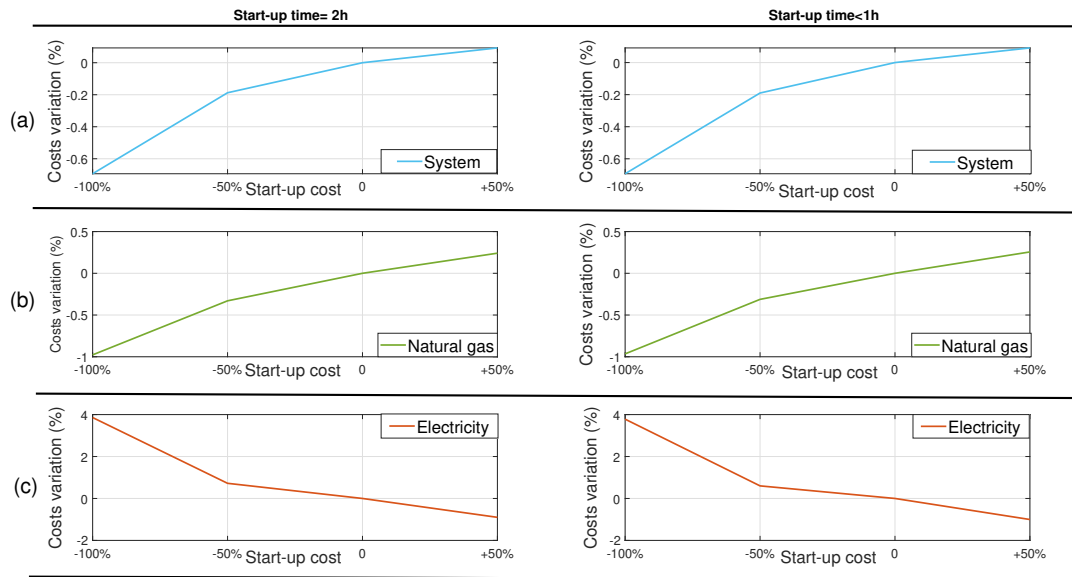 Start-up time= 2h
Start-up time<1h
(a)
Costs variation (%)
0
-0.2
-0.4
-0.6
System
-100%
-50%
Start-up cost
0
+50%
Costs variation (%)
0
-0.2
-0.4
-0.6
System
-100%
-50%
Start-up cost
0
+50%
(b)
Costs variation (%)
0.5
0
-0.5
-1
Natural gas
-100%
-50%
Start-up cost
0
+50%
Costs variation (%)
0.5
0
-0.5
-1
Natural gas
-100%
-50%
Start-up cost
0
+50%
(c)
Costs variation (%)
4
2
0
-2
Electricity
-100%
-50%
Start-up cost
0
+50%
Costs variation (%)
4
2
0
-2
Electricity
-100%
-50%
Start-up cost
0
+50%